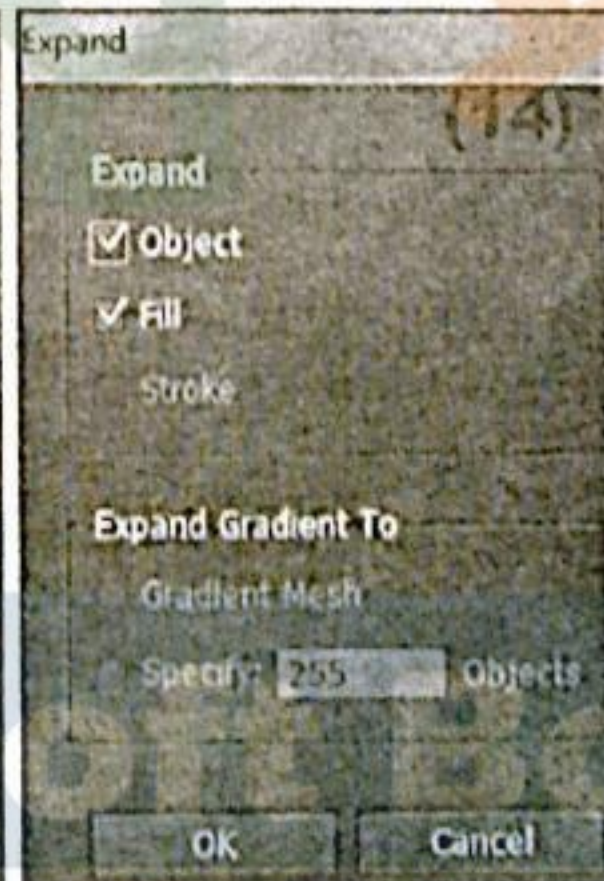 Expand
(14)
Expand
Object
Fill
Stroke
Expand Gradient To
Gradient Mesh
Specify: 255 Objects
OK Cancel